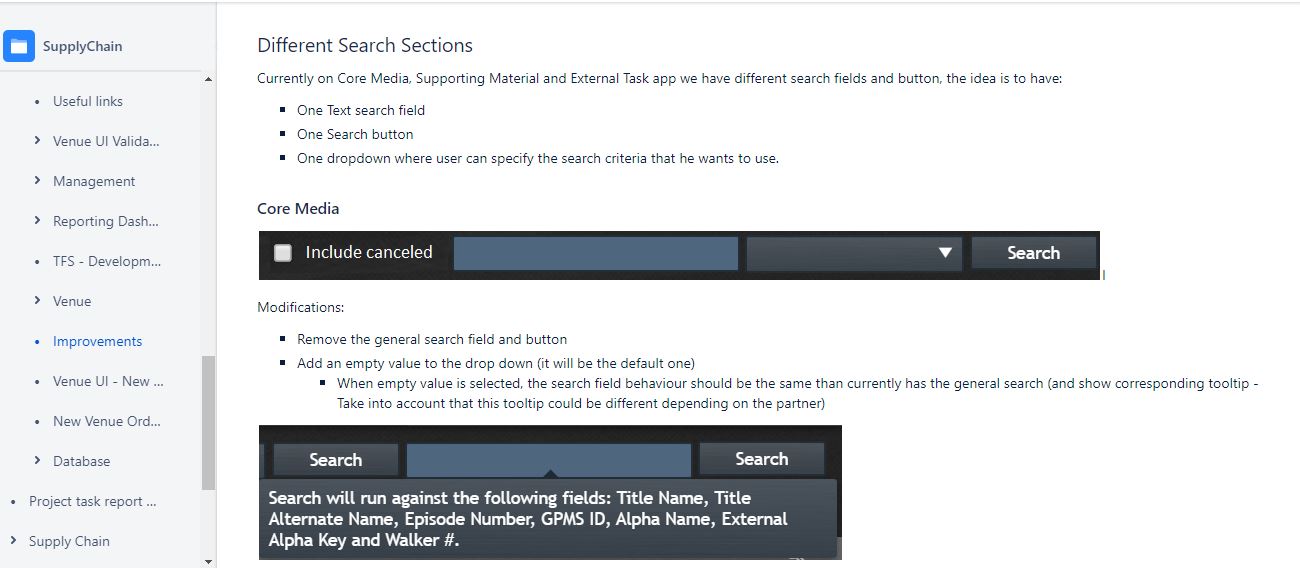 SupplyChain
Useful links
Venue UI Valida...
Management
Reporting Dash...
TFS - Developm...
Venue
Improvements
Venue UI - New ...
New Venue Ord...
Database
Project task report ...
Supply Chain
Different Search Sections
Currently on Core Media, Supporting Material and External Task app we have different search fields and button, the idea is to have:
One Text search field
One Search button
One dropdown where user can specify the search criteria that he wants to use.
Core Media
Include canceled Search
Modifications:
Remove the general search field and button
Add an empty value to the drop down (it will be the default one)
When empty value is selected, the search field behaviour should be the same than currently has the general search (and show corresponding tooltip -
Take into account that this tooltip could be different depending on the partner)
Search Search
Search will run against the following fields: Title Name, Title
Alternate Name, Episode Number, GPMS ID, Alpha Name, External
Alpha Key and Walker #.